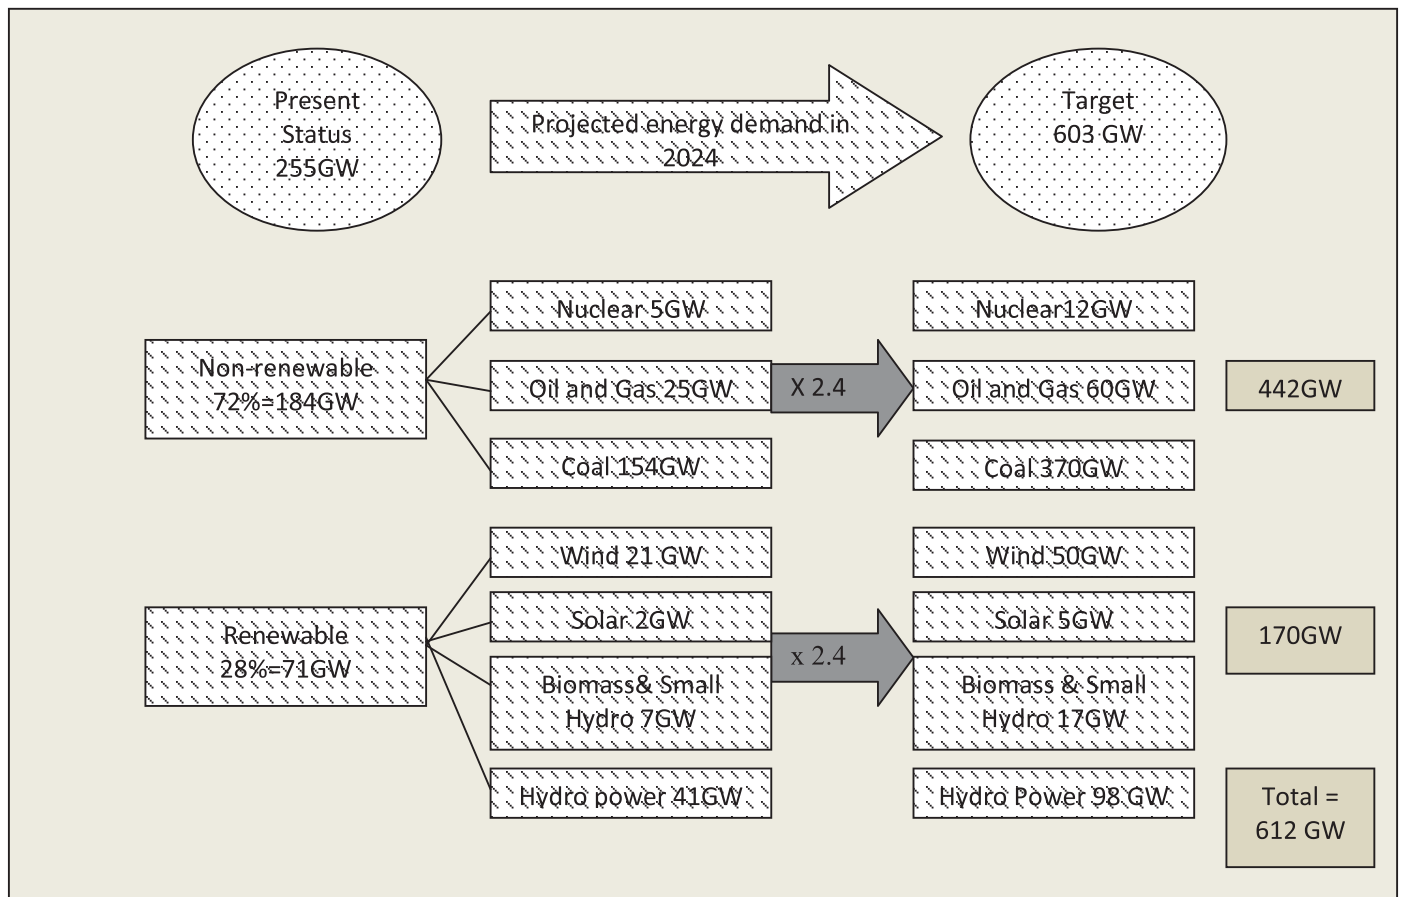 Present
Status
255GW
Projected energy demand in
2024
Target
603 GW
Non-renewable
72%=184GW
Nuclear 5GW
Oil and Gas 25GW
Coal 154GW
X 2.4
Nuclear12GW
Oil and Gas 60GW
Coal 370GW
442GW
Renewable
28%=71GW
Wind 21 GW
Solar 2GW
Biomass& Small
Hydro 7GW
Hydro power 41GW
x 2.4
Wind 50GW
Solar 5GW
Biomass & Small
Hydro 17GW
Hydro Power 98 GW
170GW
Total =
612 GW